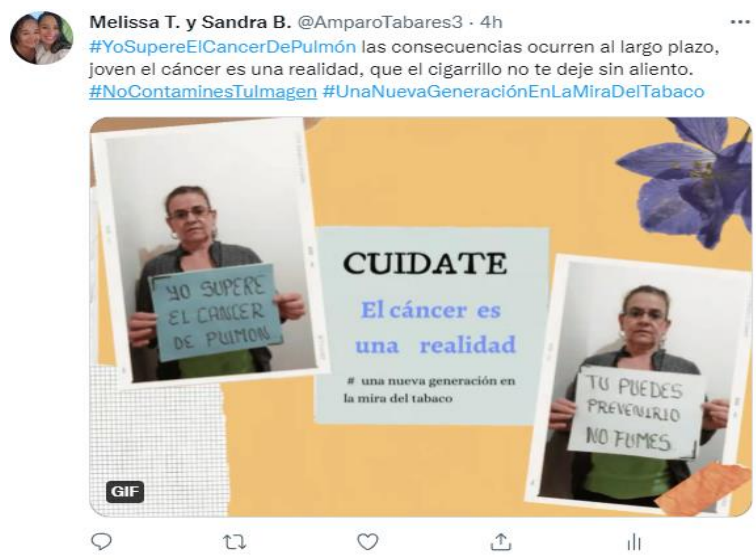 Melissa T. y Sandra B. @AmparoTabares3 · 4h
#YoSupereElCancerDePulmón las consecuencias ocurren al largo plazo,
joven el cáncer es una realidad, que el cigarrillo no te deje sin aliento.
#NoContaminesTuImagen #UnaNuevaGeneraciónEnLaMiraDelTabaco
YO SUPERE
EL CANCER
DE PULMON
CUIDATE
El cáncer es
una realidad
# una nueva generación en
la mira del tabaco
TU PUEDES
PREVENIRLO
NO FUMES
GIF